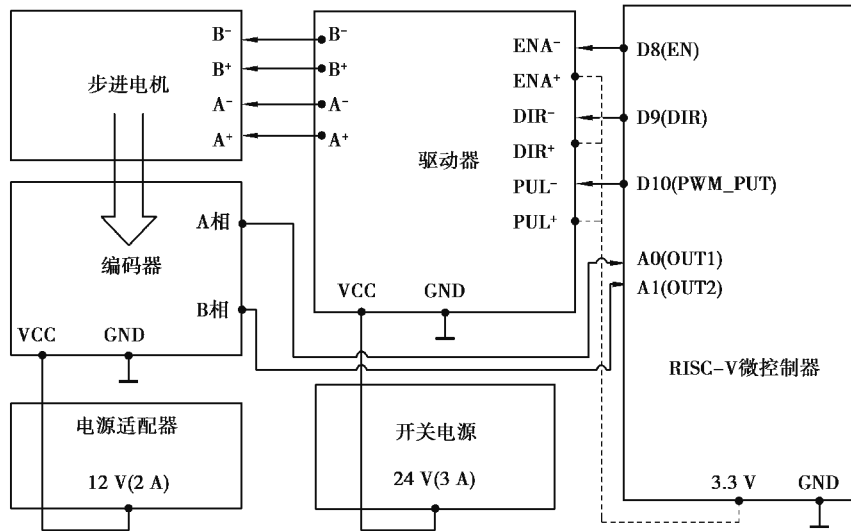 步进电机
B-
B+
A-
A+
B-
B+
A-
A+
驱动器
ENA-
ENA+
DIR-
DIR+
PUL-
PUL+
VCC
GND
D8(EN)
D9(DIR)
D10(PWM_PUT)
A0(OUT1)
A1(OUT2)
RISC-V微控制器
3.3 V
GND
编码器
A相
B相
VCC
GND
电源适配器
12 V(2 A)
开关电源
24 V(3 A)